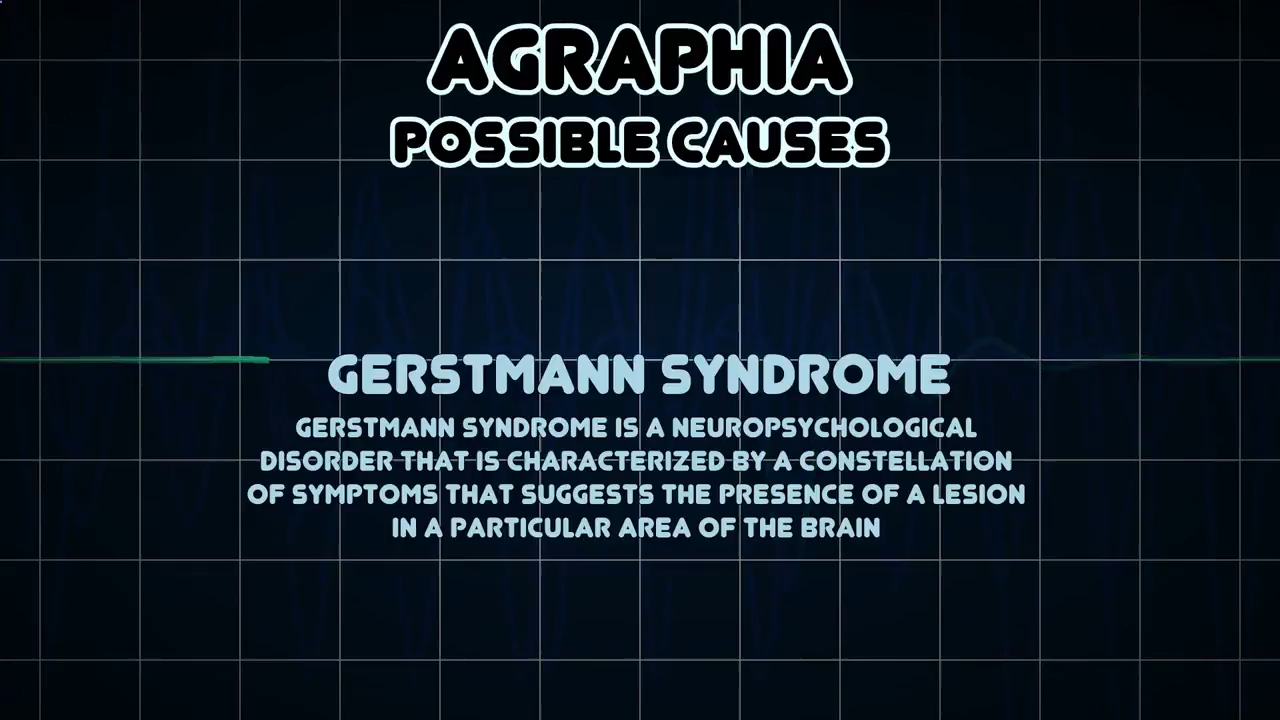 AGRAPHIA
POSSIBLE CAUSES
GERSTMANN SYNDROME
GERSTMANN SYNDROME IS A NEUROPSYCHOLOGICAL
DISORDER THAT IS CHARACTERIZED BY A CONSTELLATION
OF SYMPTOMS THAT SUGGESTS THE PRESENCE OF A LESION
IN A PARTICULAR AREA OF THE BRAIN